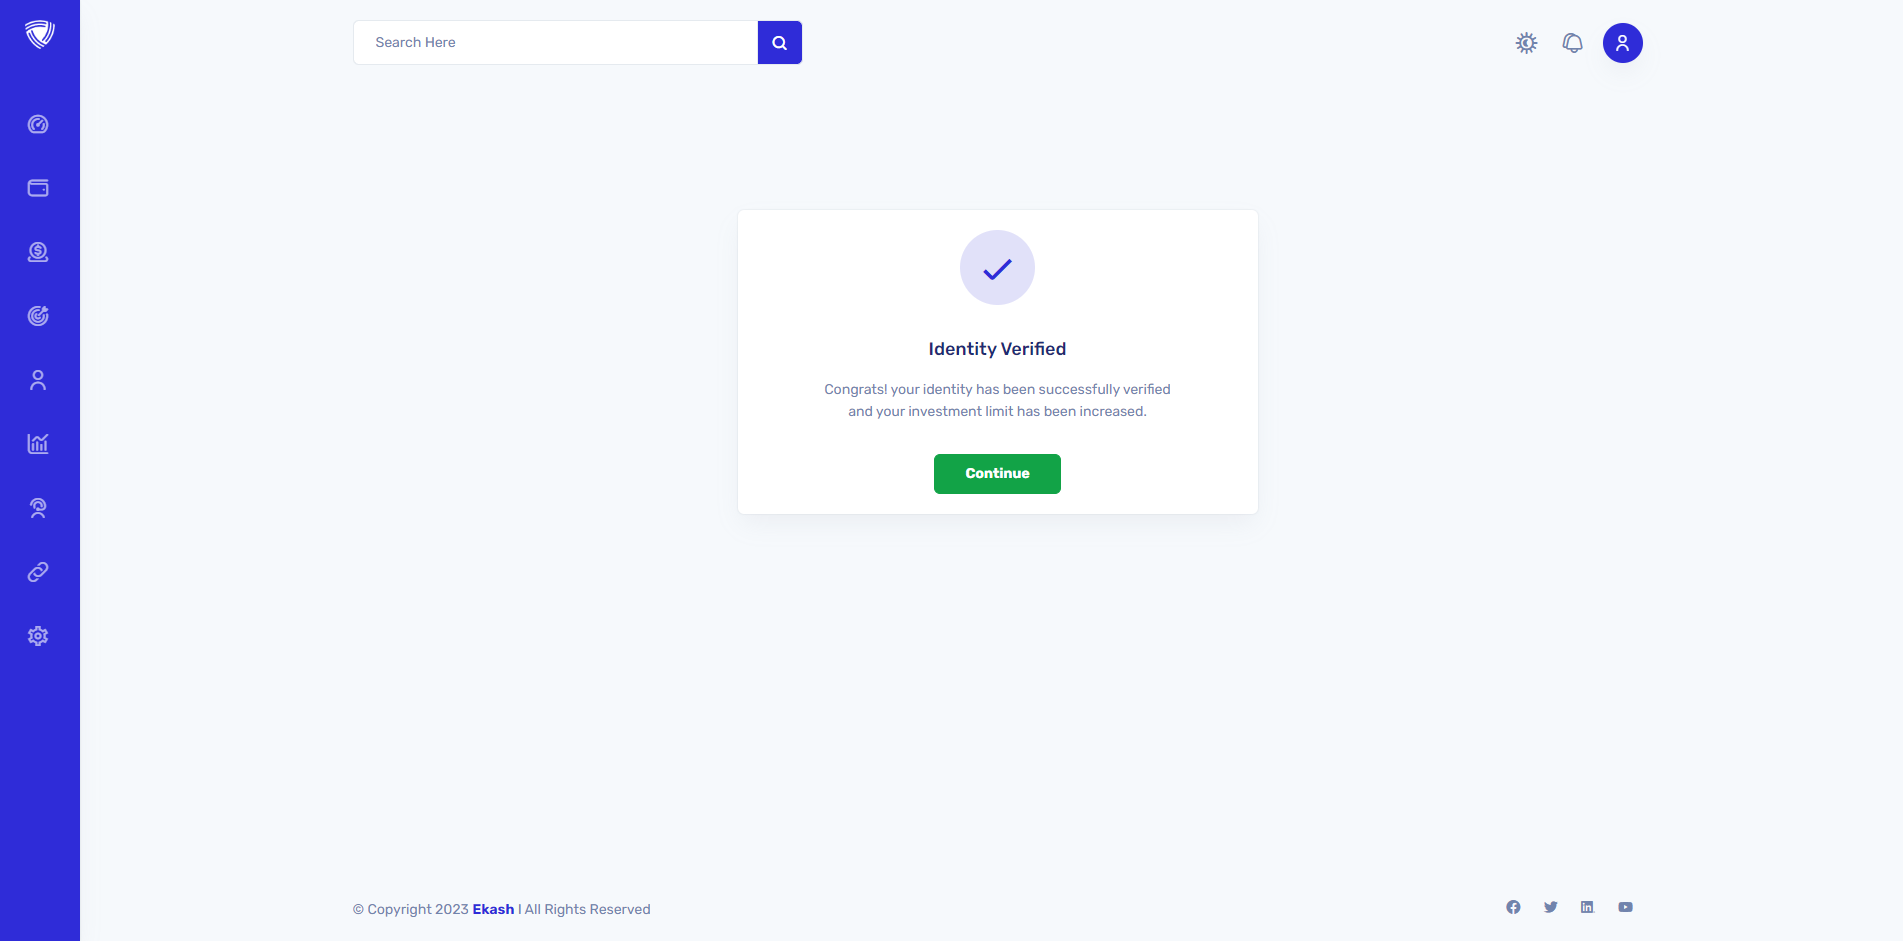 Search Here
Identity Verified
Congrats! your identity has been successfully verified
and your investment limit has been increased.
Continue
© Copyright 2023 Ekash I All Rights Reserved